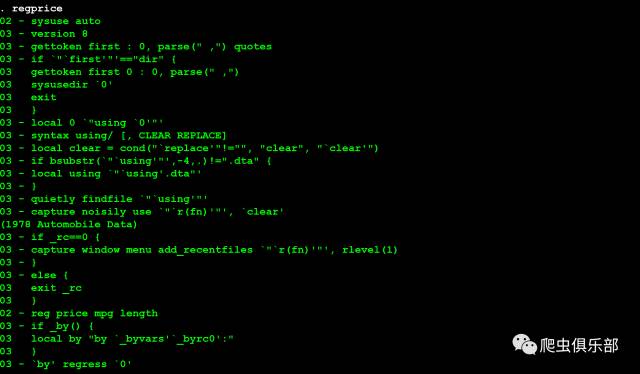 . regprice
02 - sysuse auto
03 - version 8
03 - gettoken first : 0, parse(" ,") quotes
03 - if `"`first'"'=="dir" {
03   gettoken first 0 : 0, parse(" ,")
03   sysusedir `0'
03   exit
03   }
03 - local 0 `"using `0'"'
03 - syntax using/ [, CLEAR REPLACE]
03 - local clear = cond("`replace'"!="", "clear", "`clear'")
03 - if bsubstr(`"`using'"',-4,.)!=".dta" {
03 - local using `"`using'.dta"'
03 - }
03 - quietly findfile `"`using'"'
03 - capture noisily use `"`r(fn)'"', `clear'
(1978 Automobile Data)
03 - if _rc==0 {
03 - capture window menu add_recentfiles `"`r(fn)'"', rlevel(1)
03 - }
03 - else {
03   exit _rc
03   }
02 - reg price mpg length
03 - if _by() {
03   local by "by `_byvars'`_byrc0':"
03   }
03 - `by' regress `0'
爬虫俱乐部